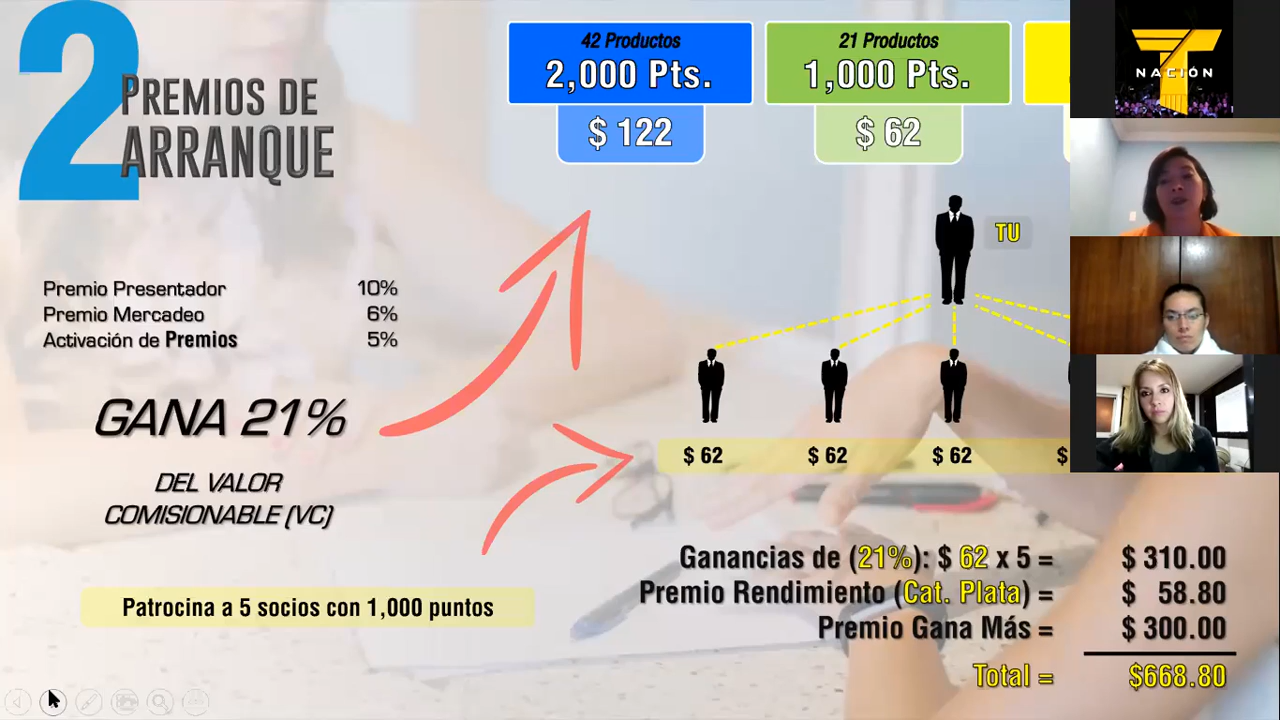 2
PREMIOS DE
ARRANQUE
42 Productos
2,000 Pts.
$ 122
21 Productos
1,000 Pts.
$ 62
T
NACIÓN
TU
Premio Presentador 10%
Premio Mercadeo 6%
Activación de Premios 5%
GANA 21%
DEL VALOR
COMISIONABLE (VC)
$ 62 $ 62 $ 62 $
Patrocina a 5 socios con 1,000 puntos
Ganancias de (21%): $ 62 x 5 = $ 310.00
Premio Rendimiento (Cat. Plata) = $ 58.80
Premio Gana Más = $ 300.00
Total = $668.80